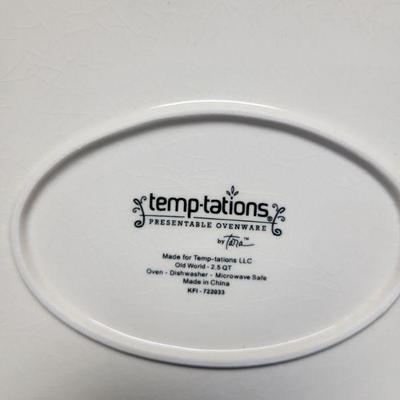 temp-tations®
PRESENTABLE OVENWARE
by Tara™
Made for Temp-tations LLC
Old World - 2.5 QT
Oven - Dishwasher - Microwave Safe
Made in China
KFI - 722033